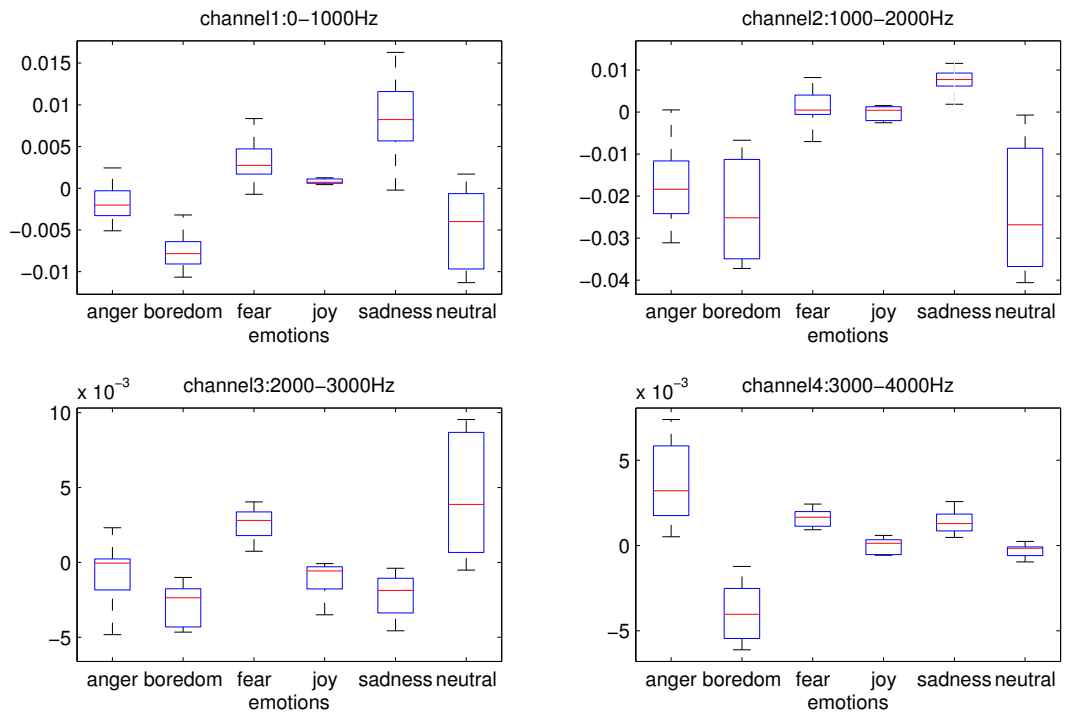 channel1:0−1000Hz
0.015
0.01
0.005
0
−0.005
−0.01
anger boredom fear joy sadness neutral
emotions
channel2:1000−2000Hz
0.01
0
−0.01
−0.02
−0.03
−0.04
anger boredom fear joy sadness neutral
emotions
x 10−3
channel3:2000−3000Hz
10
5
0
−5
anger boredom fear joy sadness neutral
emotions
x 10−3
channel4:3000−4000Hz
5
0
−5
anger boredom fear joy sadness neutral
emotions